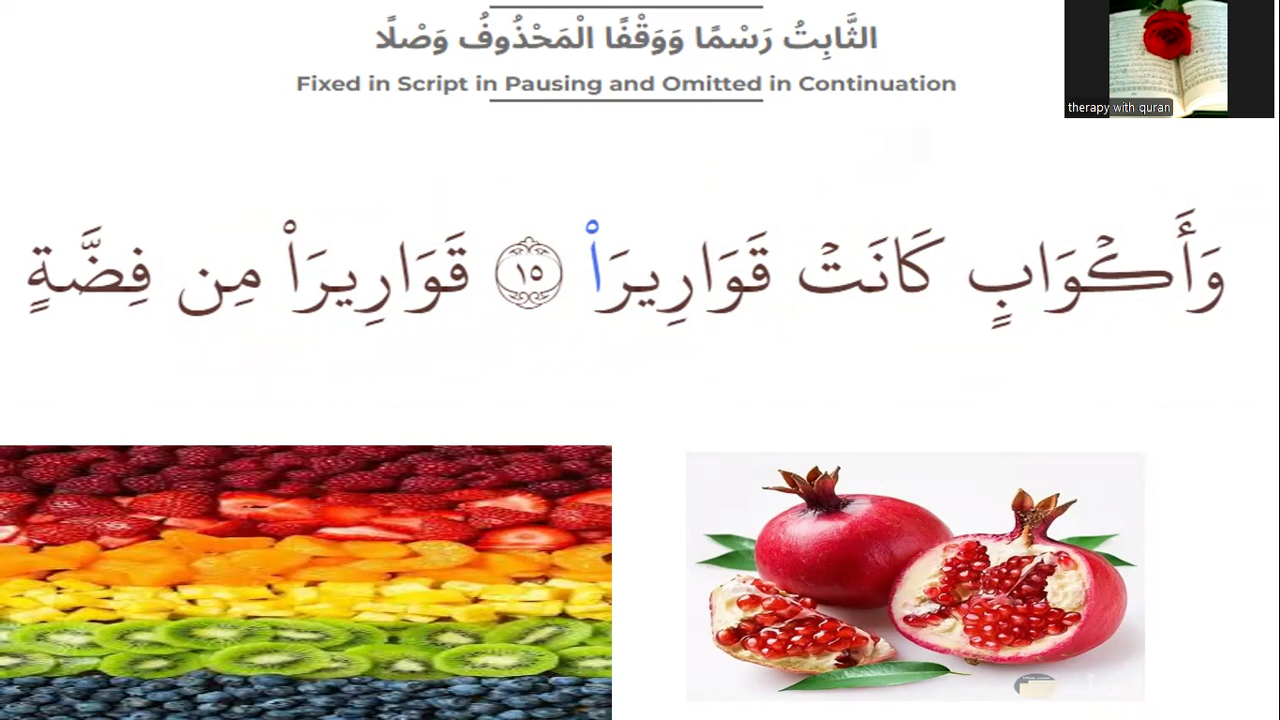 الثَّابِتُ رَسْمًا وَوَقْفًا الْمَحْذُوفُ وَصْلًا
Fixed in Script in Pausing and Omitted in Continuation
therapy with quran
وَأَكۡوَابٍ كَانَتۡ قَوَارِيرَا۠ ١٥ قَوَارِيرَاْ مِن فِضَّةٍ